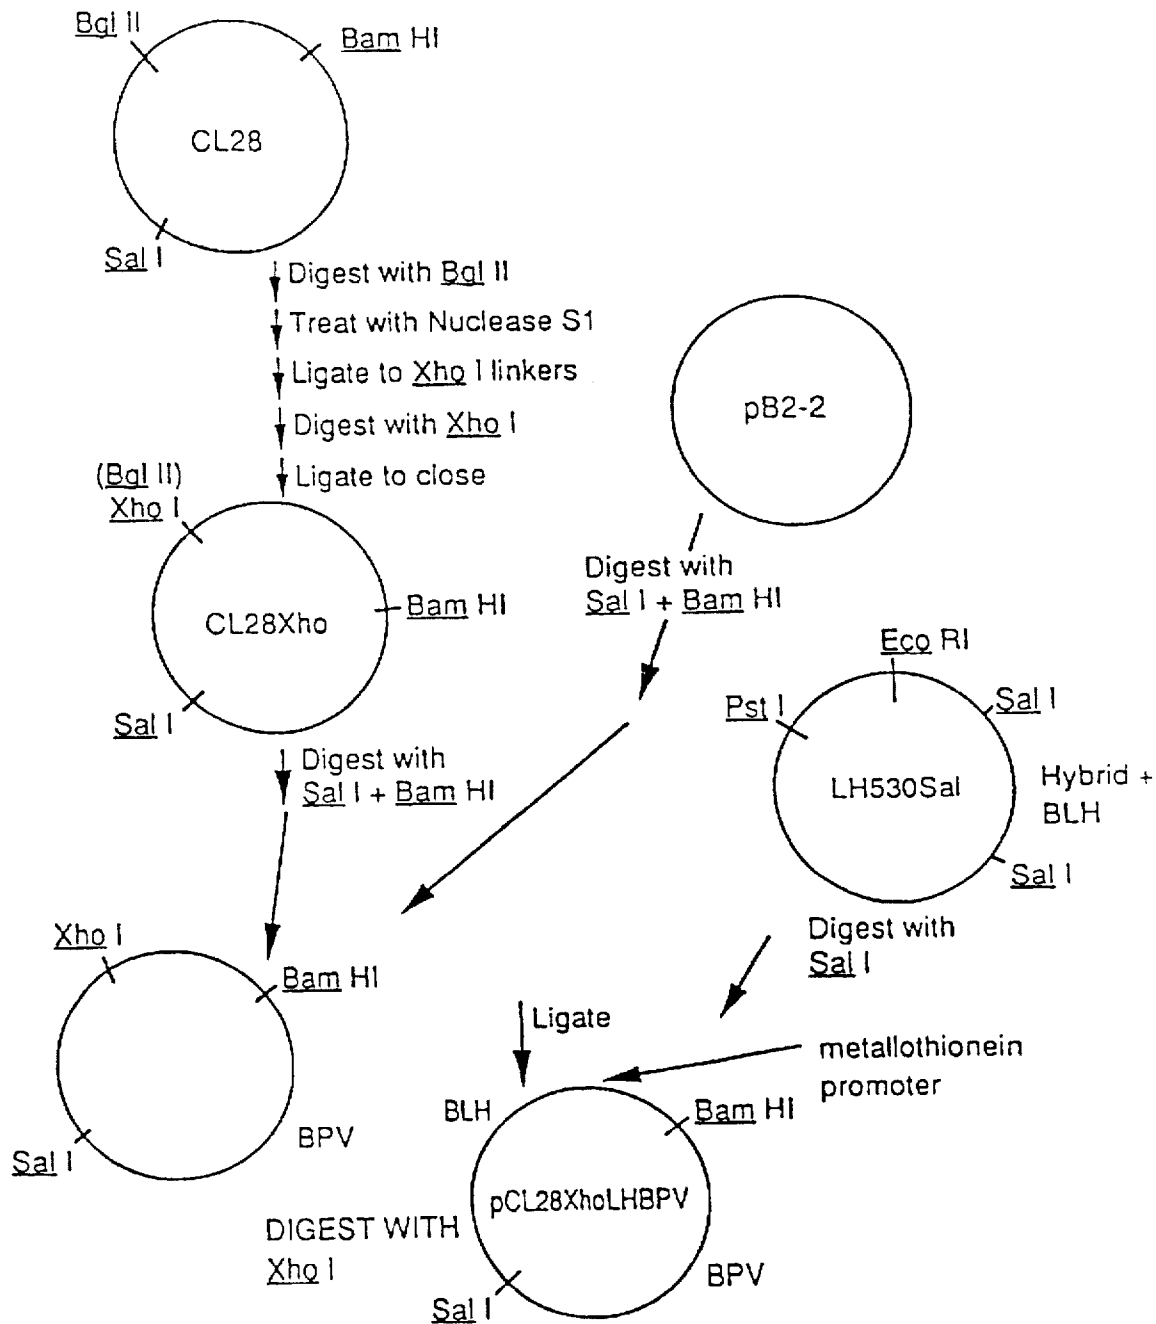 Bgl II
Bam HI
CL28
Sal I
Digest with Bgl II
Treat with Nuclease S1
Ligate to Xho I linkers
Digest with Xho I
Ligate to close
pB2-2
(Bgl II)
Xho I
Digest with
Sal I + Bam HI
CL28Xho
Bam HI
Sal I
Eco RI
Pst I
Sal I
LH530Sal
Hybrid +
BLH
Sal I
Digest with
Sal I + Bam HI
Digest with
Sal I
Xho I
Bam HI
BPV
Sal I
Ligate
metallothionein
promoter
BLH
Bam HI
pCL28XhoLHBPV
DIGEST WITH
Xho I
BPV
Sal I